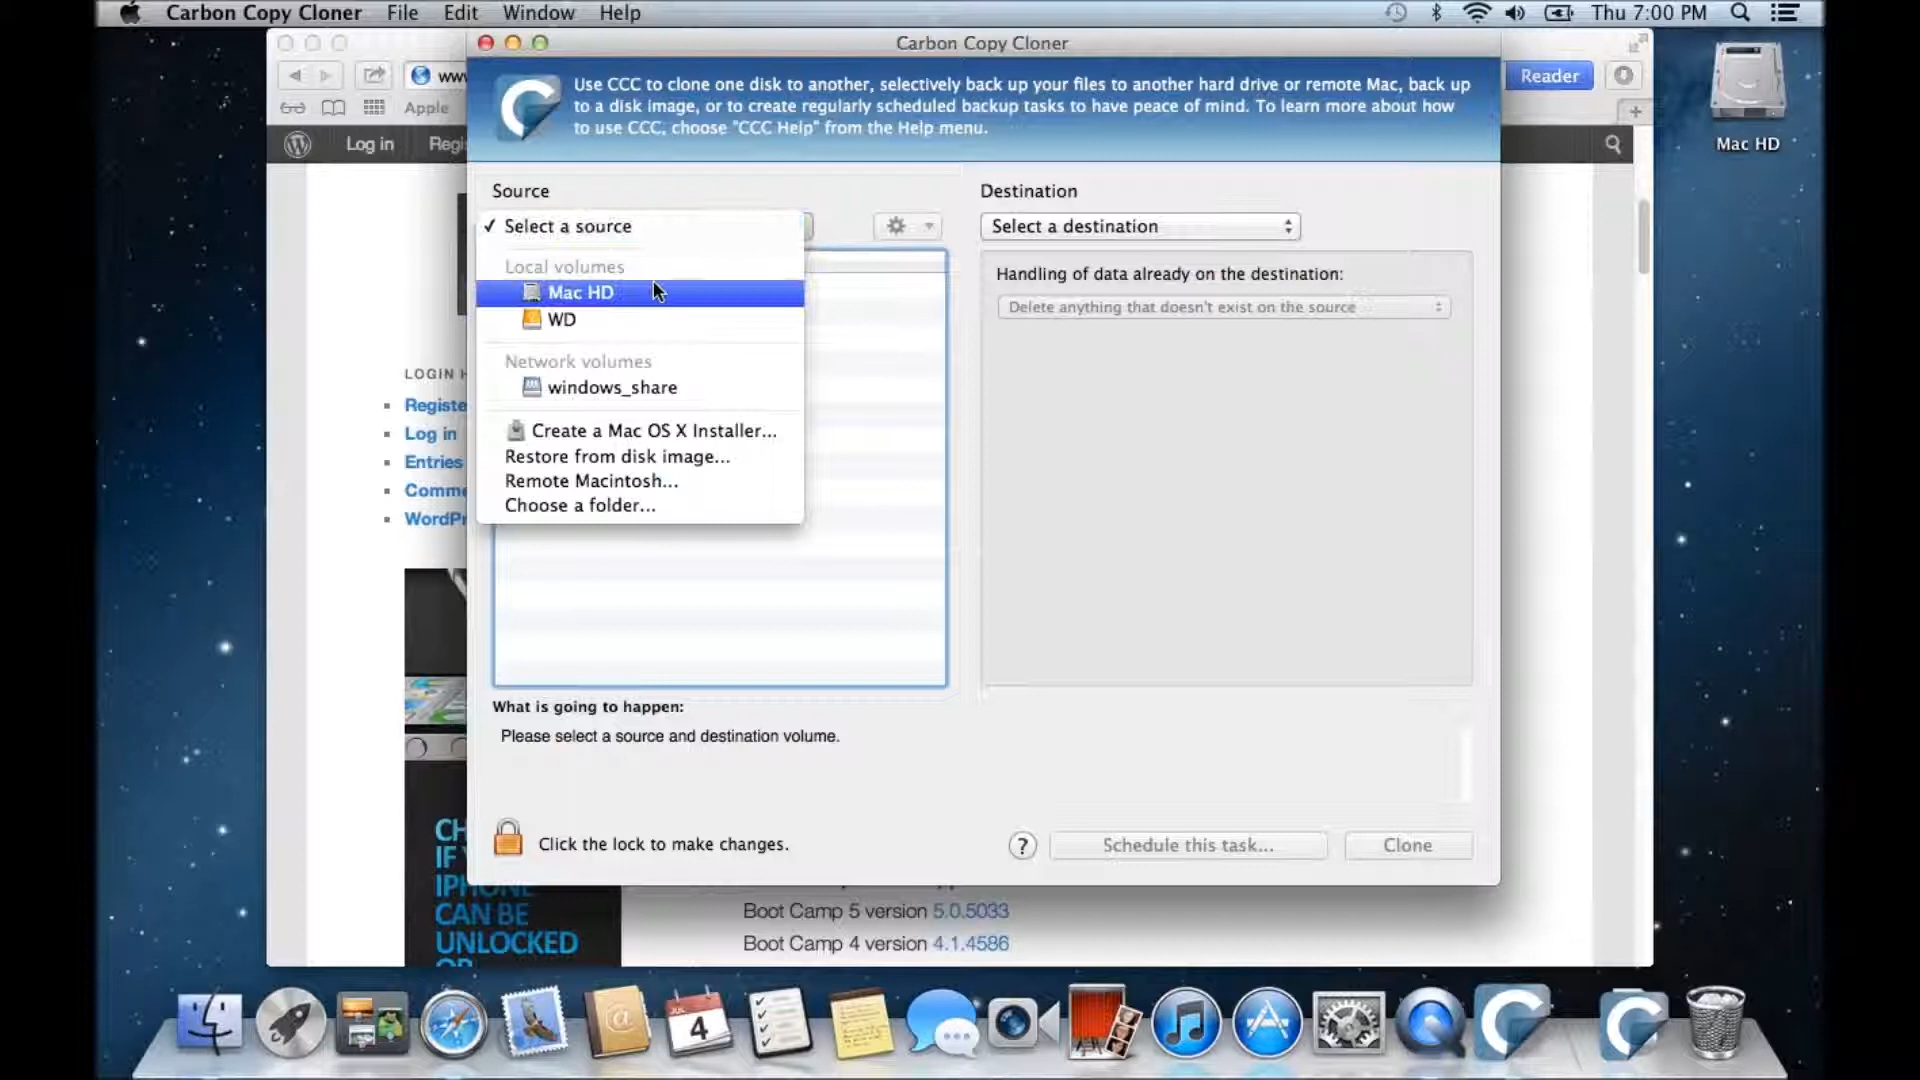 Carbon Copy Cloner File Edit Window Help
Thu 7:00 PM
Carbon Copy Cloner
www
Reader
Apple
Log in
Mac HD
Use CCC to clone one disk to another, selectively back up your files to another hard drive or remote Mac, back up
to a disk image, or to create regularly scheduled backup tasks to have peace of mind. To learn more about how
to use CCC, choose "CCC Help" from the Help menu.
Source
Destination
✓ Select a source
Select a destination
Local volumes
Mac HD
WD
Network volumes
windows_share
Create a Mac OS X Installer...
Restore from disk image...
Remote Macintosh...
Choose a folder...
Handling of data already on the destination:
Delete anything that doesn't exist on the source
LOGIN
Registe
Log in
Entries
Comme
WordPr
What is going to happen:
Please select a source and destination volume.
Click the lock to make changes.
?
Schedule this task...
Clone
IF
CAN BE
UNLOCKED
Boot Camp 5 version 5.0.5033
Boot Camp 4 version 4.1.4586
JUL
4